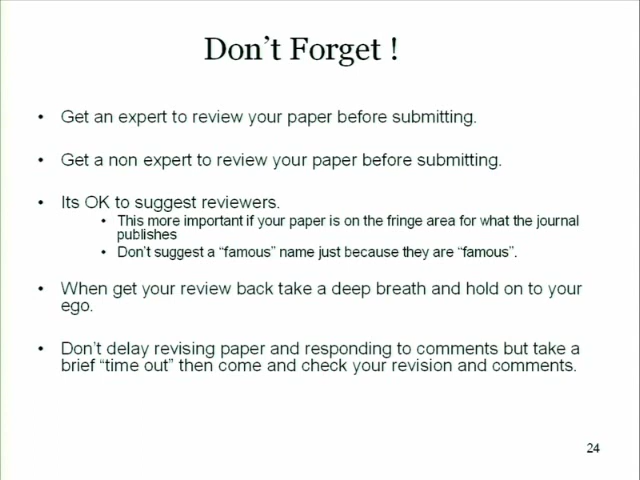 Don't Forget !
• Get an expert to review your paper before submitting.
• Get a non expert to review your paper before submitting.
• Its OK to suggest reviewers.
• This more important if your paper is on the fringe area for what the journal
publishes
• Don't suggest a “famous” name just because they are “famous”.
• When get your review back take a deep breath and hold on to your
ego.
• Don't delay revising paper and responding to comments but take a
brief “time out” then come and check your revision and comments.
24